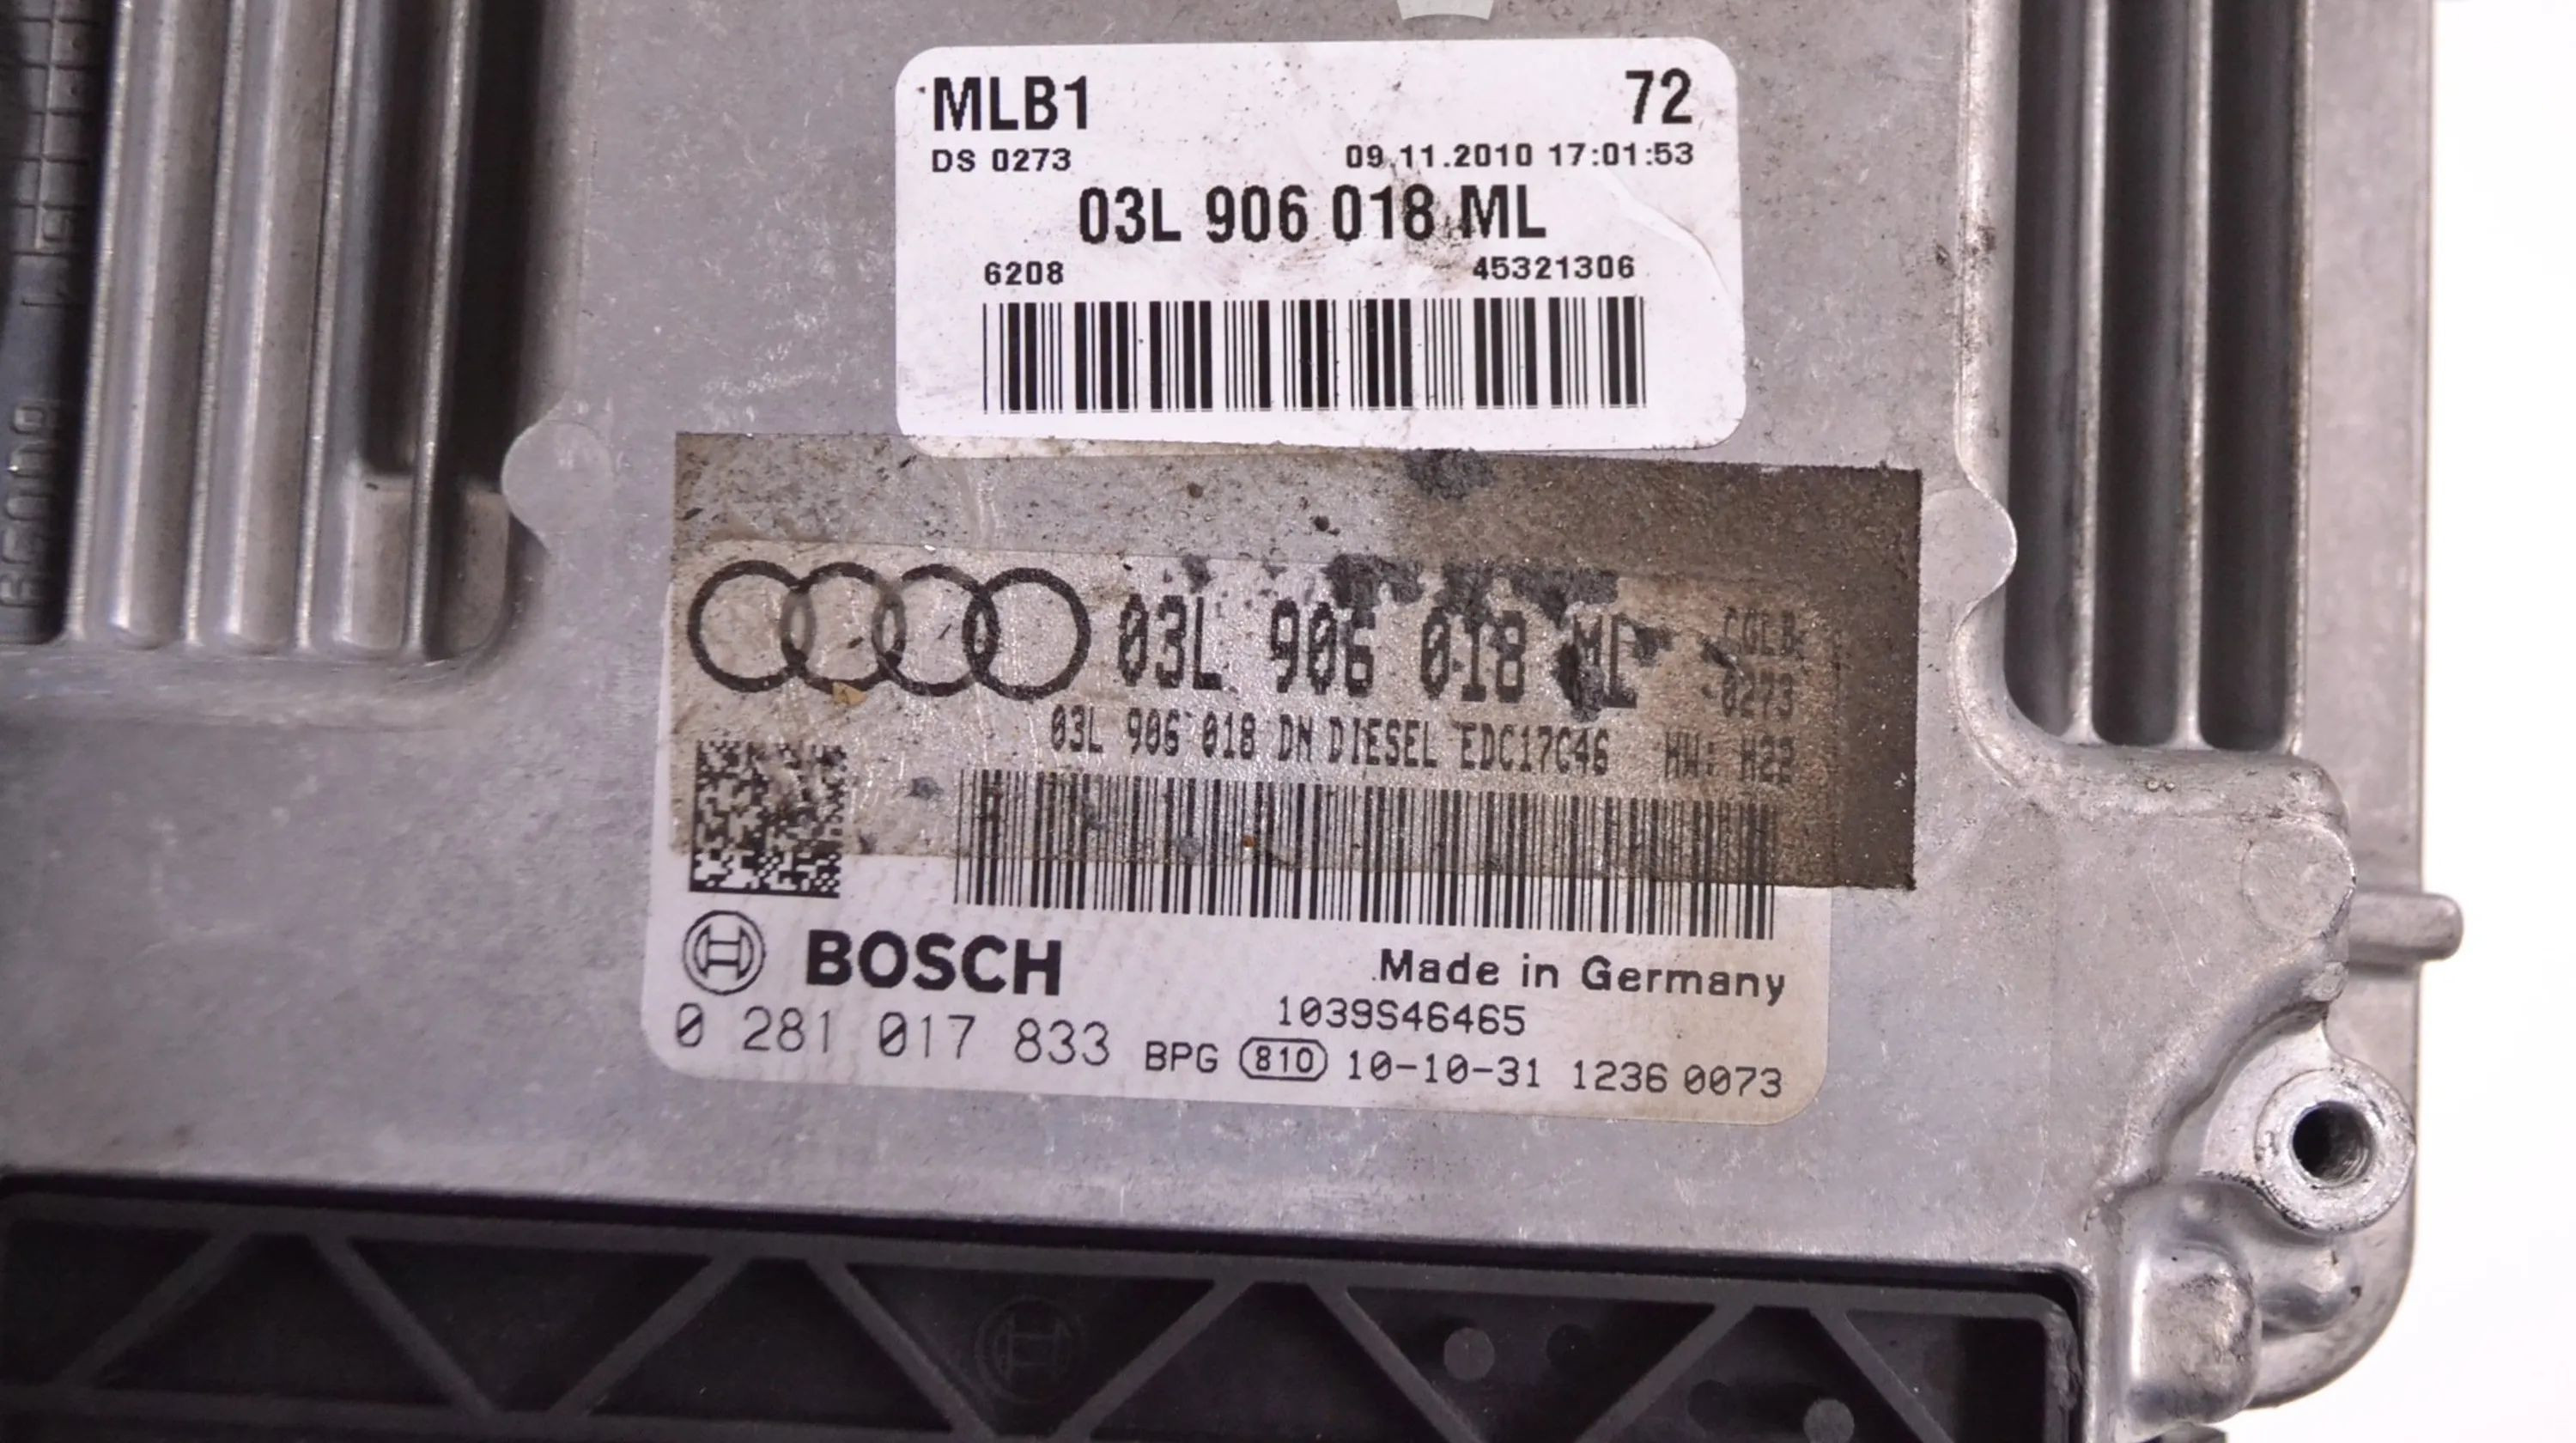 MLB1 72
DS 0273 09.11.2010 17:01:53
03L 906 018 ML
6208 45321306
03L 906 018 ML CGLB
0273
03L 906 018 DN DIESEL EDC17C46 HW: H22
BOSCH Made in Germany
1039S46465
0 281 017 833 BPG 810 10-10-31 1236 0073